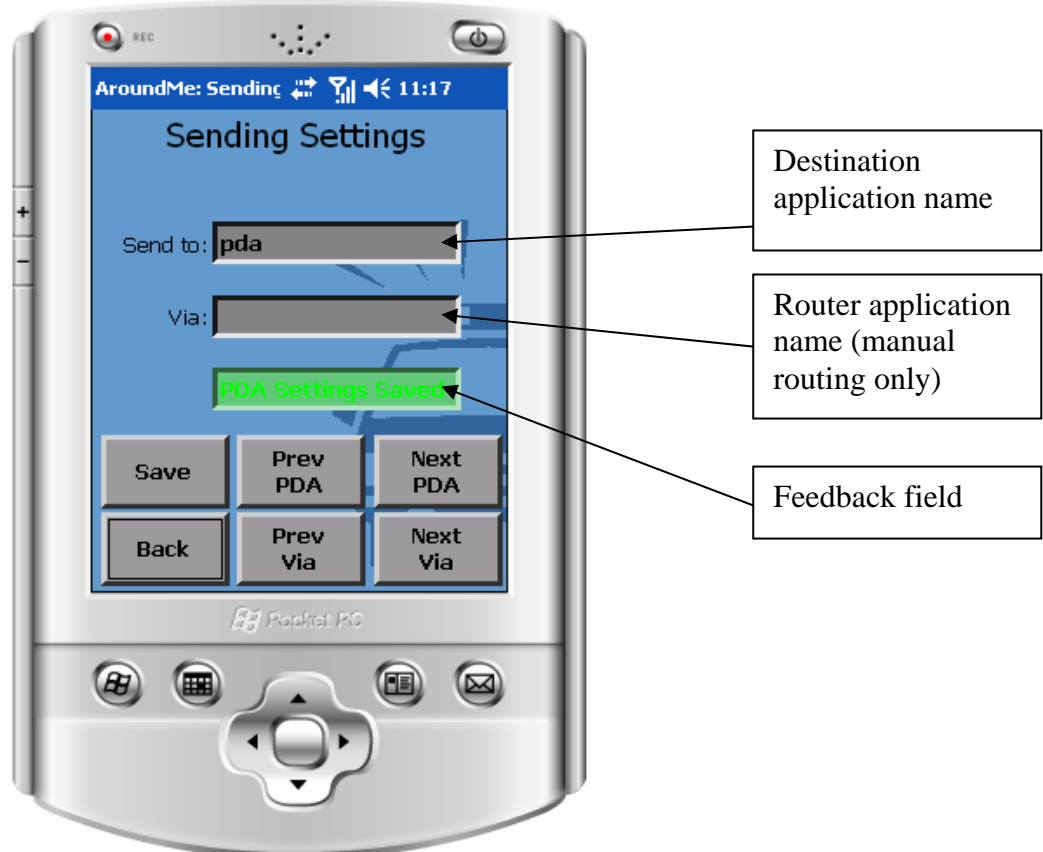 REC
AroundMe: Sending 11:17
Sending Settings
Send to: pda
Via:
PDA Settings Saved
Save
Prev
PDA
Next
PDA
Back
Prev
Via
Next
Via
Pocket PC
+
-
Destination
application name
Router application
name (manual
routing only)
Feedback field